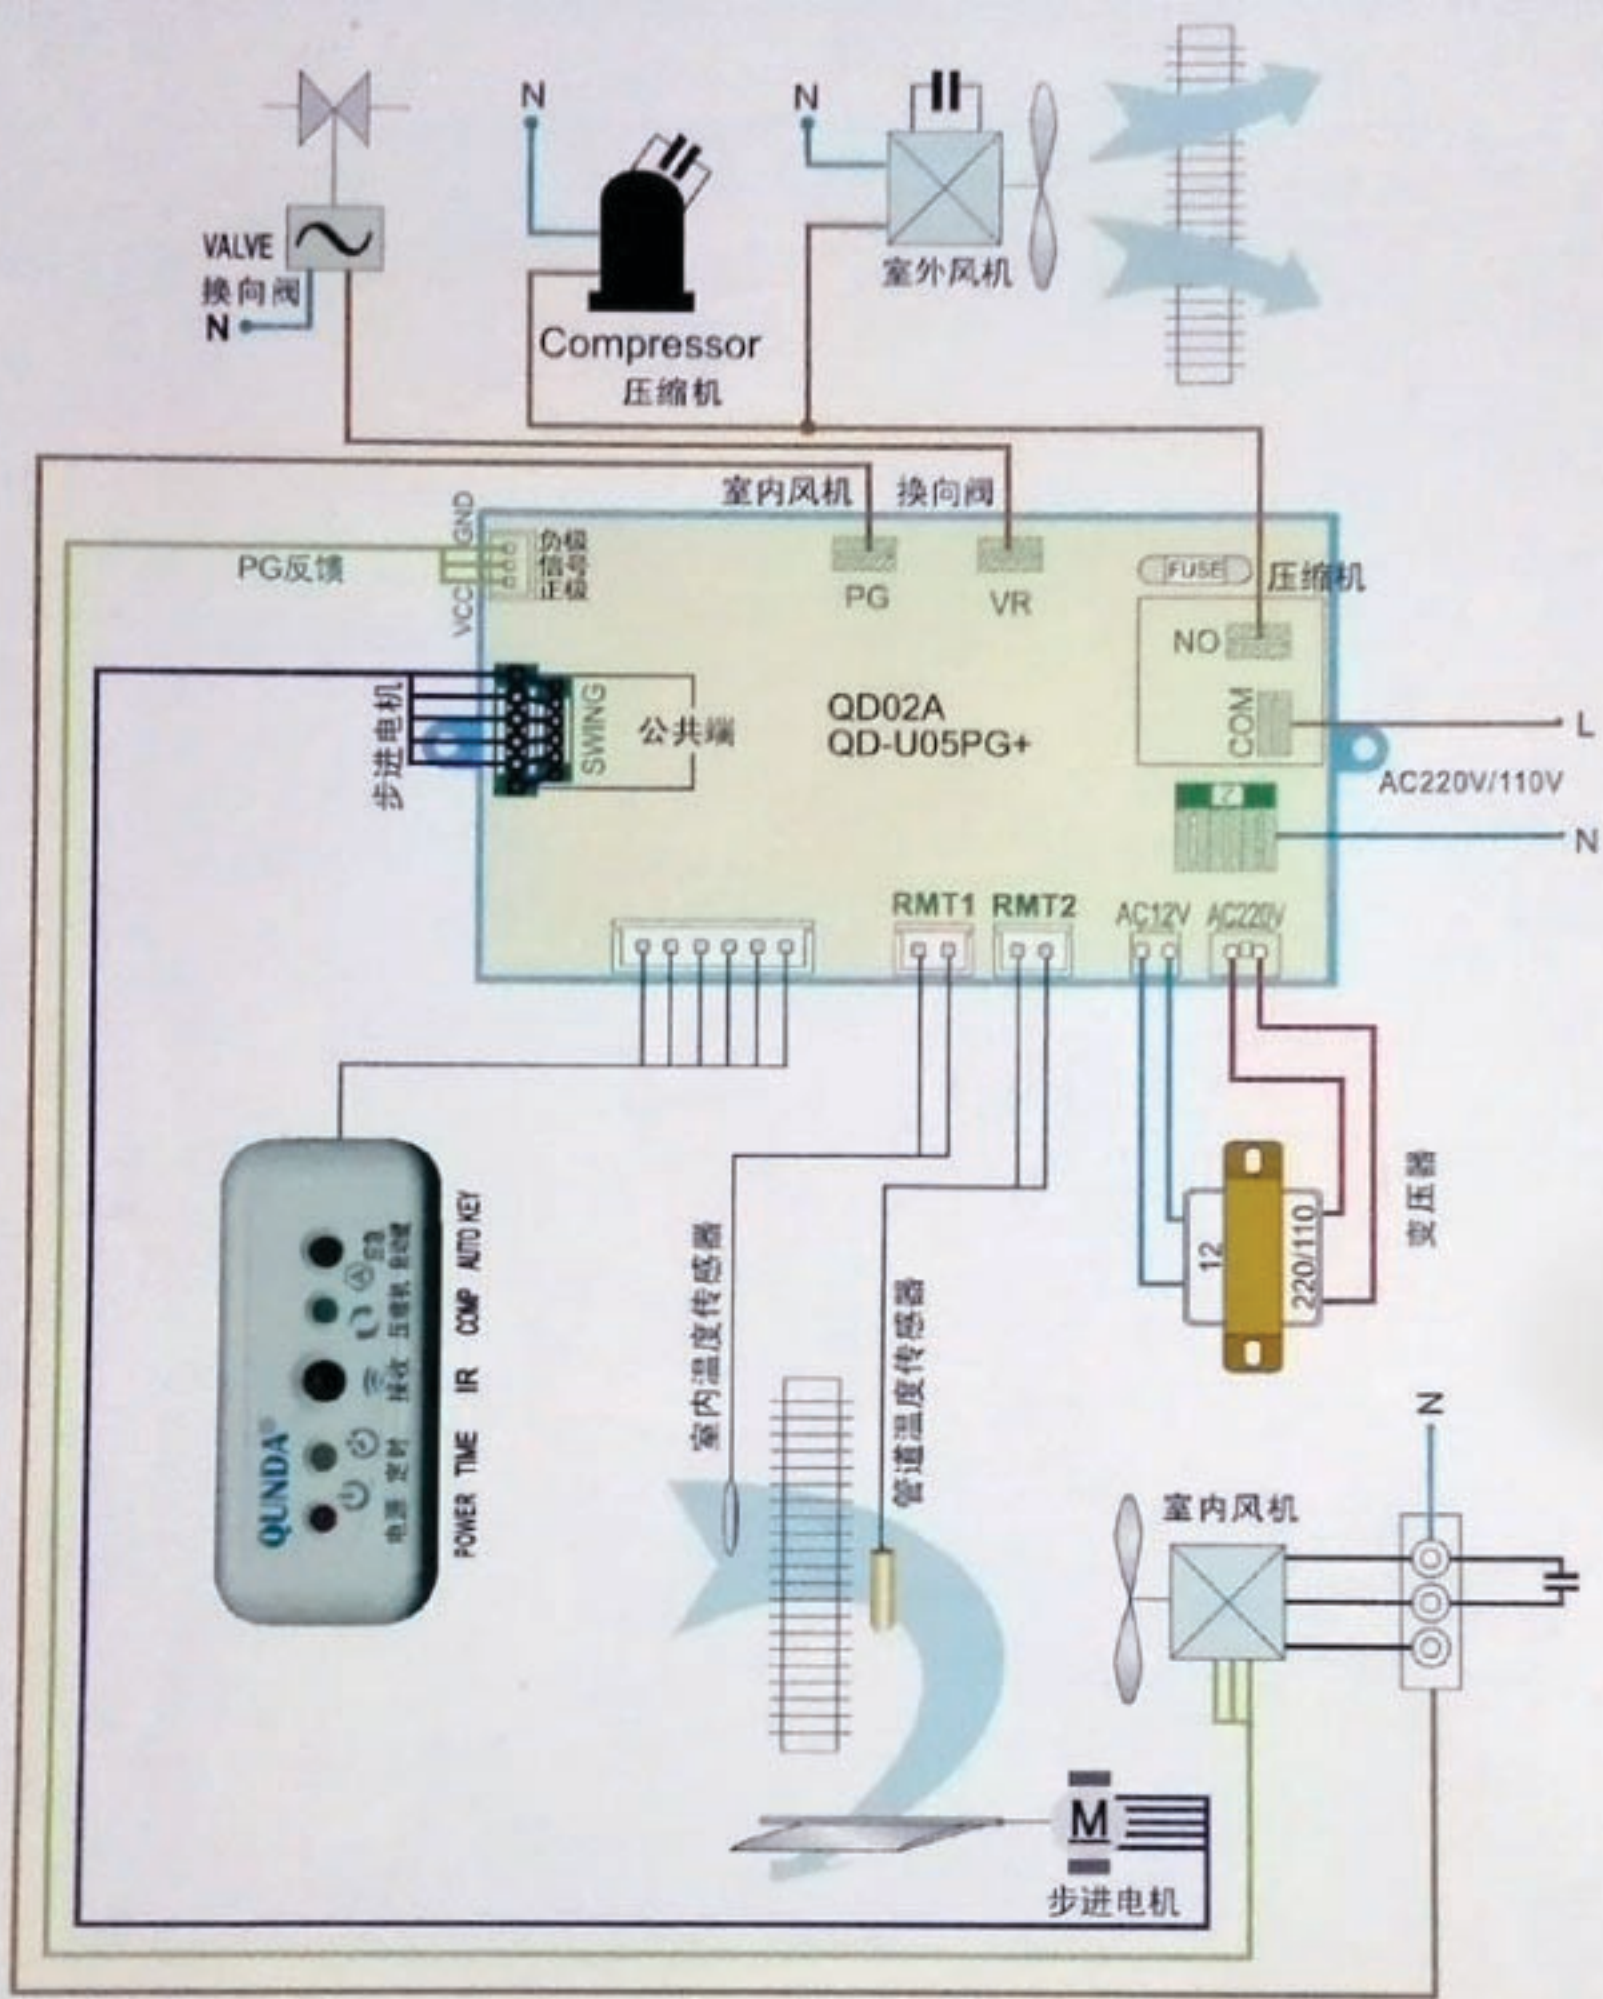 N
N
VALVE
换向阀
N
室外风机
Compressor
压缩机
室内风机
换向阀
GND
VCC
PG反馈
负极
信号
正极
PG
VR
FUSE
压缩机
NO
COM
L
AC220V/110V
N
N
步进电机
SWING
公共端
QD02A
QD-U05PG+
RMT1
RMT2
AC12V
AC220V
12
220/110
变压器
QUNDA®
电源
定时
接收
压缩机
应急
自动键
POWER
TIME
IR
COMP
AUTO KEY
室内温度传感器
管道温度传感器
N
室内风机
M
步进电机